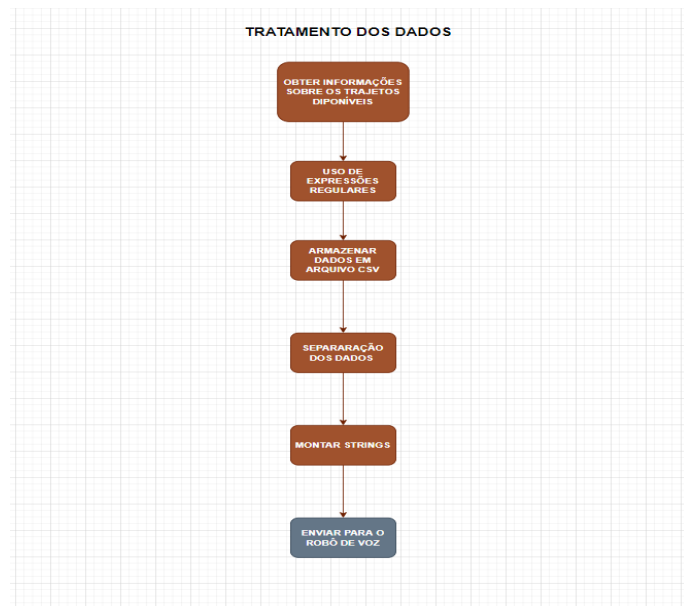 TRATAMENTO DOS DADOS
OBTER INFORMAÇÕES
SOBRE OS TRAJETOS
DIPONÍVEIS
USO DE
EXPRESSÕES
REGULARES
ARMAZENAR
DADOS EM
ARQUIVO CSV
SEPARARAÇÃO
DOS DADOS
MONTAR STRINGS
ENVIAR PARA O
ROBÔ DE VOZ